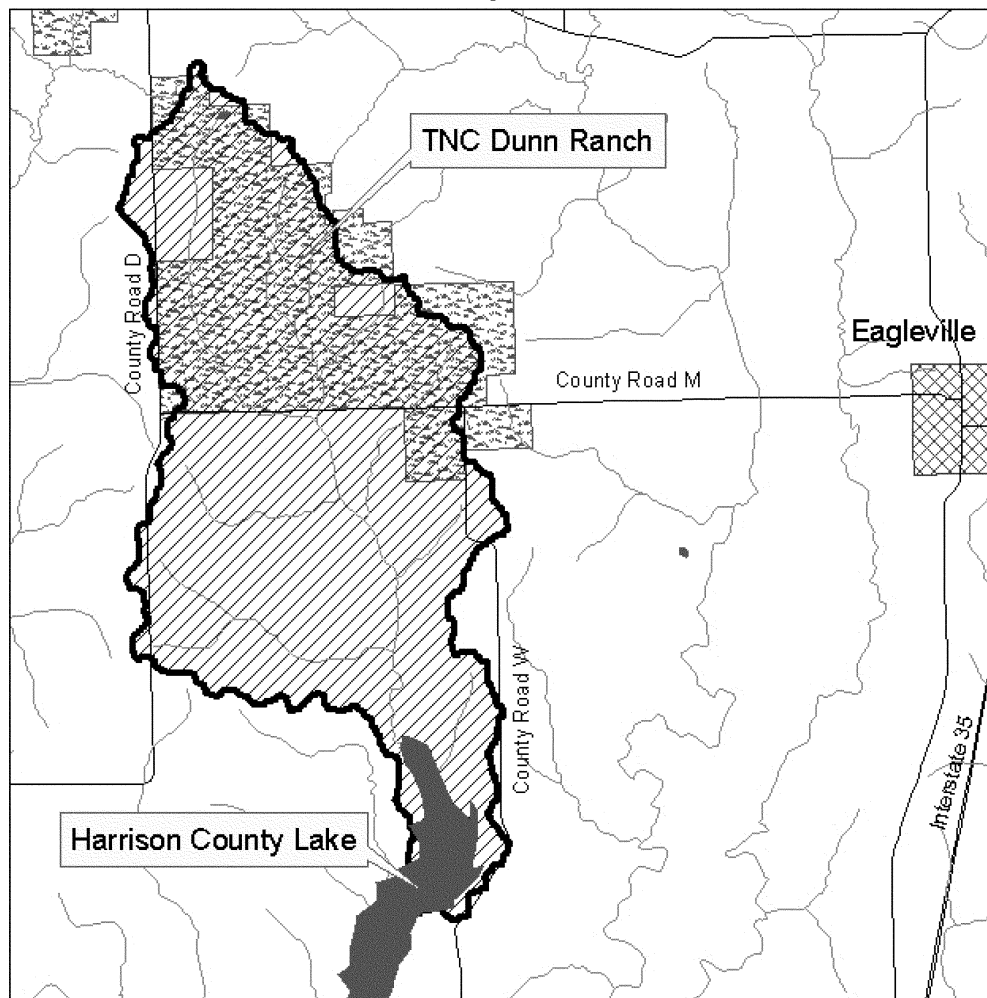 TNC Dunn Ranch
County Road D
Eagleville
County Road M
County Road W
Interstate 35
Harrison County Lake